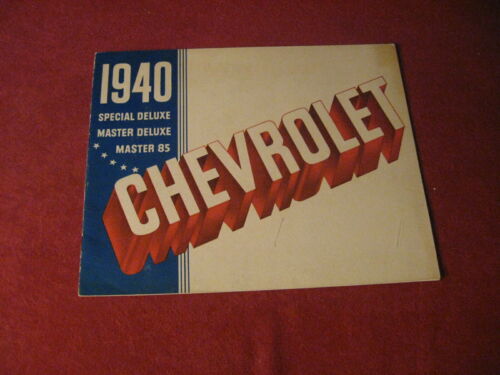 1940
SPECIAL DELUXE
MASTER DELUXE
MASTER 85
CHEVROLET